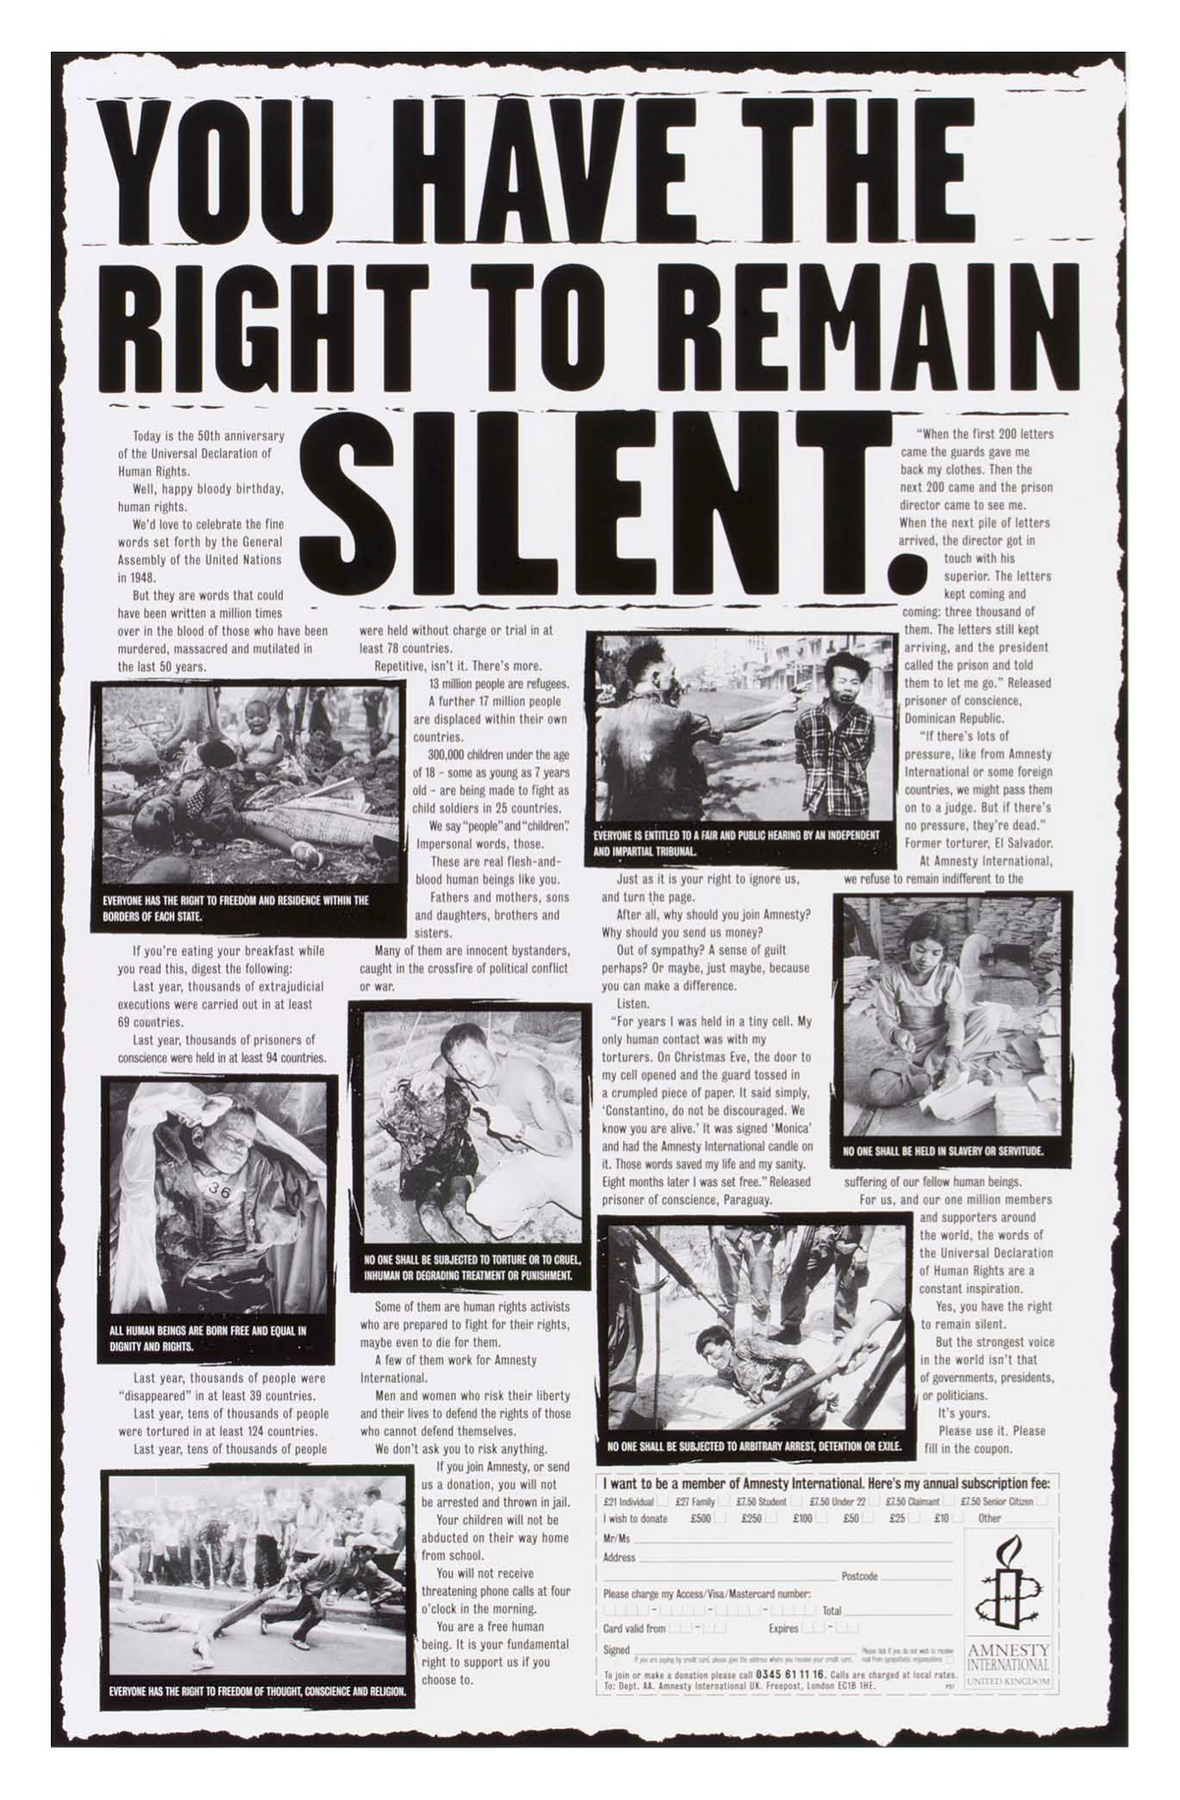 YOU HAVE THE
RIGHT TO REMAIN
SILENT.
Today is the 50th anniversary
of the Universal Declaration of
Human Rights.
Well, happy bloody birthday,
human rights.
We'd love to celebrate the fine
words set forth by the General
Assembly of the United Nations
in 1948.
But they are words that could
have been written a million times
over in the blood of those who have been
murdered, massacred and mutilated in
the last 50 years.
EVERYONE HAS THE RIGHT TO FREEDOM AND RESIDENCE WITHIN THE
BORDERS OF EACH STATE.
If you're eating your breakfast while
you read this, digest the following:
Last year, thousands of extrajudicial
executions were carried out in at least
69 countries.
Last year, thousands of prisoners of
conscience were held in at least 94 countries.
36
ALL HUMAN BEINGS ARE BORN FREE AND EQUAL IN
DIGNITY AND RIGHTS.
Last year, thousands of people were
“disappeared” in at least 39 countries.
Last year, tens of thousands of people
were tortured in at least 124 countries.
Last year, tens of thousands of people
EVERYONE HAS THE RIGHT TO FREEDOM OF THOUGHT, CONSCIENCE AND RELIGION.
were held without charge or trial in at
least 78 countries.
Repetitive, isn't it. There's more.
13 million people are refugees.
A further 17 million people
are displaced within their own
countries.
300,000 children under the age
of 18 – some as young as 7 years
old – are being made to fight as
child soldiers in 25 countries.
We say “people” and “children”.
Impersonal words, those.
These are real flesh-and-
blood human beings like you.
Fathers and mothers, sons
and daughters, brothers and
sisters.
Many of them are innocent bystanders,
caught in the crossfire of political conflict
or war.
NO ONE SHALL BE SUBJECTED TO TORTURE OR TO CRUEL,
INHUMAN OR DEGRADING TREATMENT OR PUNISHMENT.
Some of them are human rights activists
who are prepared to fight for their rights,
maybe even to die for them.
A few of them work for Amnesty
International.
Men and women who risk their liberty
and their lives to defend the rights of those
who cannot defend themselves.
We don't ask you to risk anything.
If you join Amnesty, or send
us a donation, you will not
be arrested and thrown in jail.
Your children will not be
abducted on their way home
from school.
You will not receive
threatening phone calls at four
o'clock in the morning.
You are a free human
being. It is your fundamental
right to support us if you
choose to.
EVERYONE IS ENTITLED TO A FAIR AND PUBLIC HEARING BY AN INDEPENDENT
AND IMPARTIAL TRIBUNAL.
Just as it is your right to ignore us,
and turn the page.
After all, why should you join Amnesty?
Why should you send us money?
Out of sympathy? A sense of guilt
perhaps? Or maybe, just maybe, because
you can make a difference.
Listen.
“For years I was held in a tiny cell. My
only human contact was with my
torturers. On Christmas Eve, the door to
my cell opened and the guard tossed in
a crumpled piece of paper. It said simply,
‘Constantino, do not be discouraged. We
know you are alive.’ It was signed ‘Monica’
and had the Amnesty International candle on
it. Those words saved my life and my sanity.
Eight months later I was set free.” Released
prisoner of conscience, Paraguay.
NO ONE SHALL BE SUBJECTED TO ARBITRARY ARREST, DETENTION OR EXILE.
“When the first 200 letters
came the guards gave me
back my clothes. Then the
next 200 came and the prison
director came to see me.
When the next pile of letters
arrived, the director got in
touch with his
superior. The letters
kept coming and
coming: three thousand of
them. The letters still kept
arriving, and the president
called the prison and told
them to let me go.” Released
prisoner of conscience,
Dominican Republic.
“If there's lots of
pressure, like from Amnesty
International or some foreign
countries, we might pass them
on to a judge. But if there's
no pressure, they're dead.”
Former torturer, El Salvador.
At Amnesty International,
we refuse to remain indifferent to the
NO ONE SHALL BE HELD IN SLAVERY OR SERVITUDE.
suffering of our fellow human beings.
For us, and our one million members
and supporters around
the world, the words of
the Universal Declaration
of Human Rights are a
constant inspiration.
Yes, you have the right
to remain silent.
But the strongest voice
in the world isn't that
of governments, presidents,
or politicians.
It's yours.
Please use it. Please
fill in the coupon.
I want to be a member of Amnesty International. Here's my annual subscription fee:
£21 Individual £27 Family £7.50 Student £7.50 Under 22 £7.50 Claimant £7.50 Senior Citizen
I wish to donate £500 £250 £100 £50 £25 £10 Other
Mr/Ms
Address
Postcode
Please charge my Access/Visa/Mastercard number:
Total
Card valid from Expires
Signed Please tick if you do not wish to receive
If you are paying by credit card, please give the address where you receive your credit card. mail from sympathetic organisations
To join or make a donation please call 0345 61 11 16. Calls are charged at local rates.
To: Dept. AA. Amnesty International UK. Freepost, London EC1B 1HE.
AMNESTY
INTERNATIONAL
UNITED KINGDOM